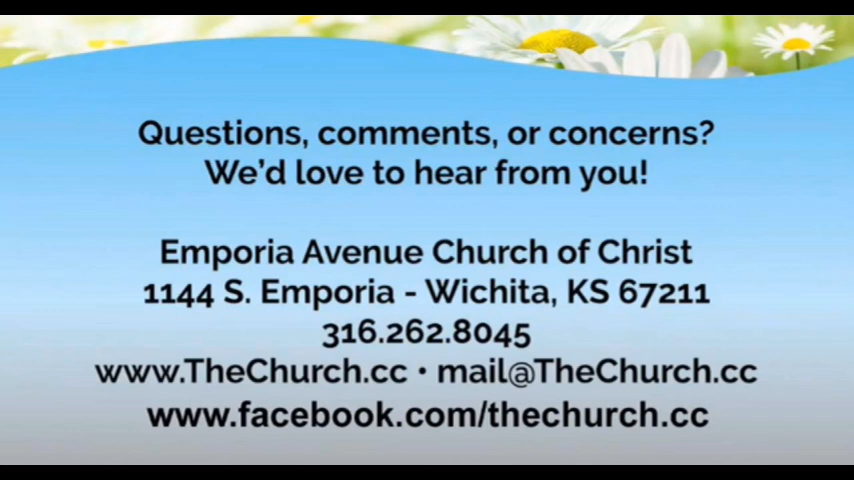 Questions, comments, or concerns?
We'd love to hear from you!
Emporia Avenue Church of Christ
1144 S. Emporia - Wichita, KS 67211
316.262.8045
www.TheChurch.cc • mail@TheChurch.cc
www.facebook.com/thechurch.cc